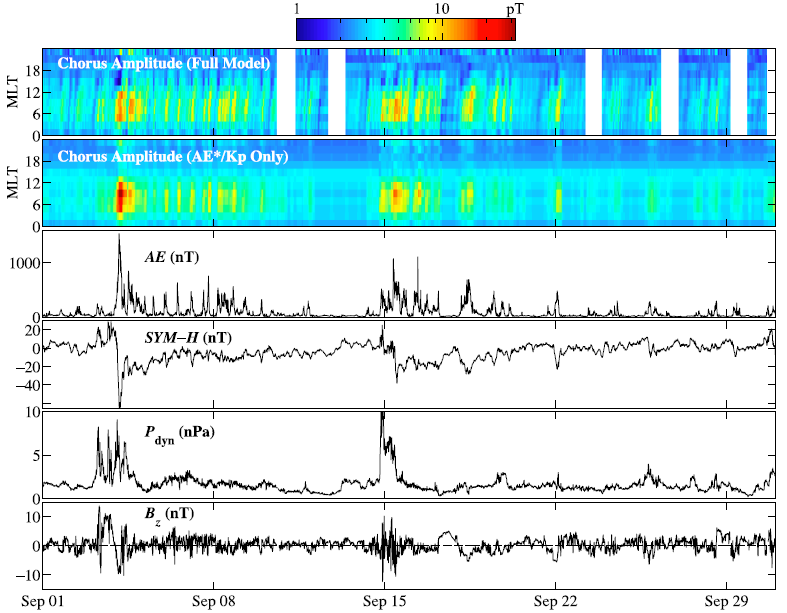 1 10 pT
Chorus Amplitude (Full Model)
MLT
18
12
6
0
Chorus Amplitude (AE*/Kp Only)
MLT
18
12
6
0
AE (nT)
1000
0
SYM−H (nT)
20
0
−20
−40
P_dyn (nPa)
10
5
0
B_z (nT)
10
0
−10
Sep 01 Sep 08 Sep 15 Sep 22 Sep 29